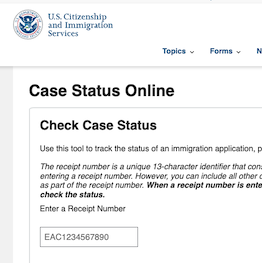 U.S. Citizenship
and Immigration
Services
Topics Forms N
Case Status Online
Check Case Status
Use this tool to track the status of an immigration application, p
The receipt number is a unique 13-character identifier that con
entering a receipt number. However, you can include all other c
as part of the receipt number. When a receipt number is ente
check the status.
Enter a Receipt Number
EAC1234567890